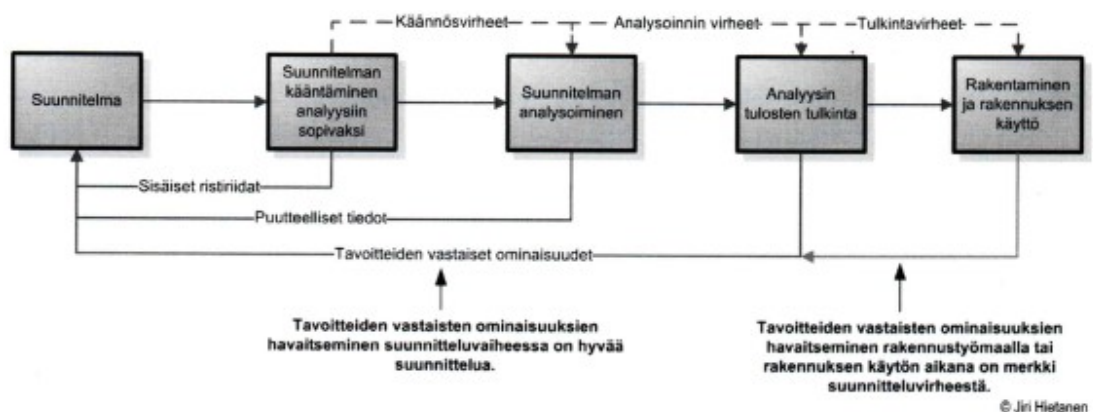 Käännösvirheet
Analysoinnin virheet
Tulkintavirheet
Suunnitelma
Suunnitelman
kääntäminen
analyysiin
sopivaksi
Suunnitelman
analysoiminen
Analyysin
tulosten tulkinta
Rakentaminen
ja rakennuksen
käyttö
Sisäiset ristiriidat
Puutteelliset tiedot
Tavoitteiden vastaiset ominaisuudet
Tavoitteiden vastaisten ominaisuuksien
havaitseminen suunnitteluvaiheessa on hyvää
suunnittelua.
Tavoitteiden vastaisten ominaisuuksien
havaitseminen rakennustyömaalla tai
rakennuksen käytön aikana on merkki
suunnitteluvirheestä.
© Jiri Hietanen